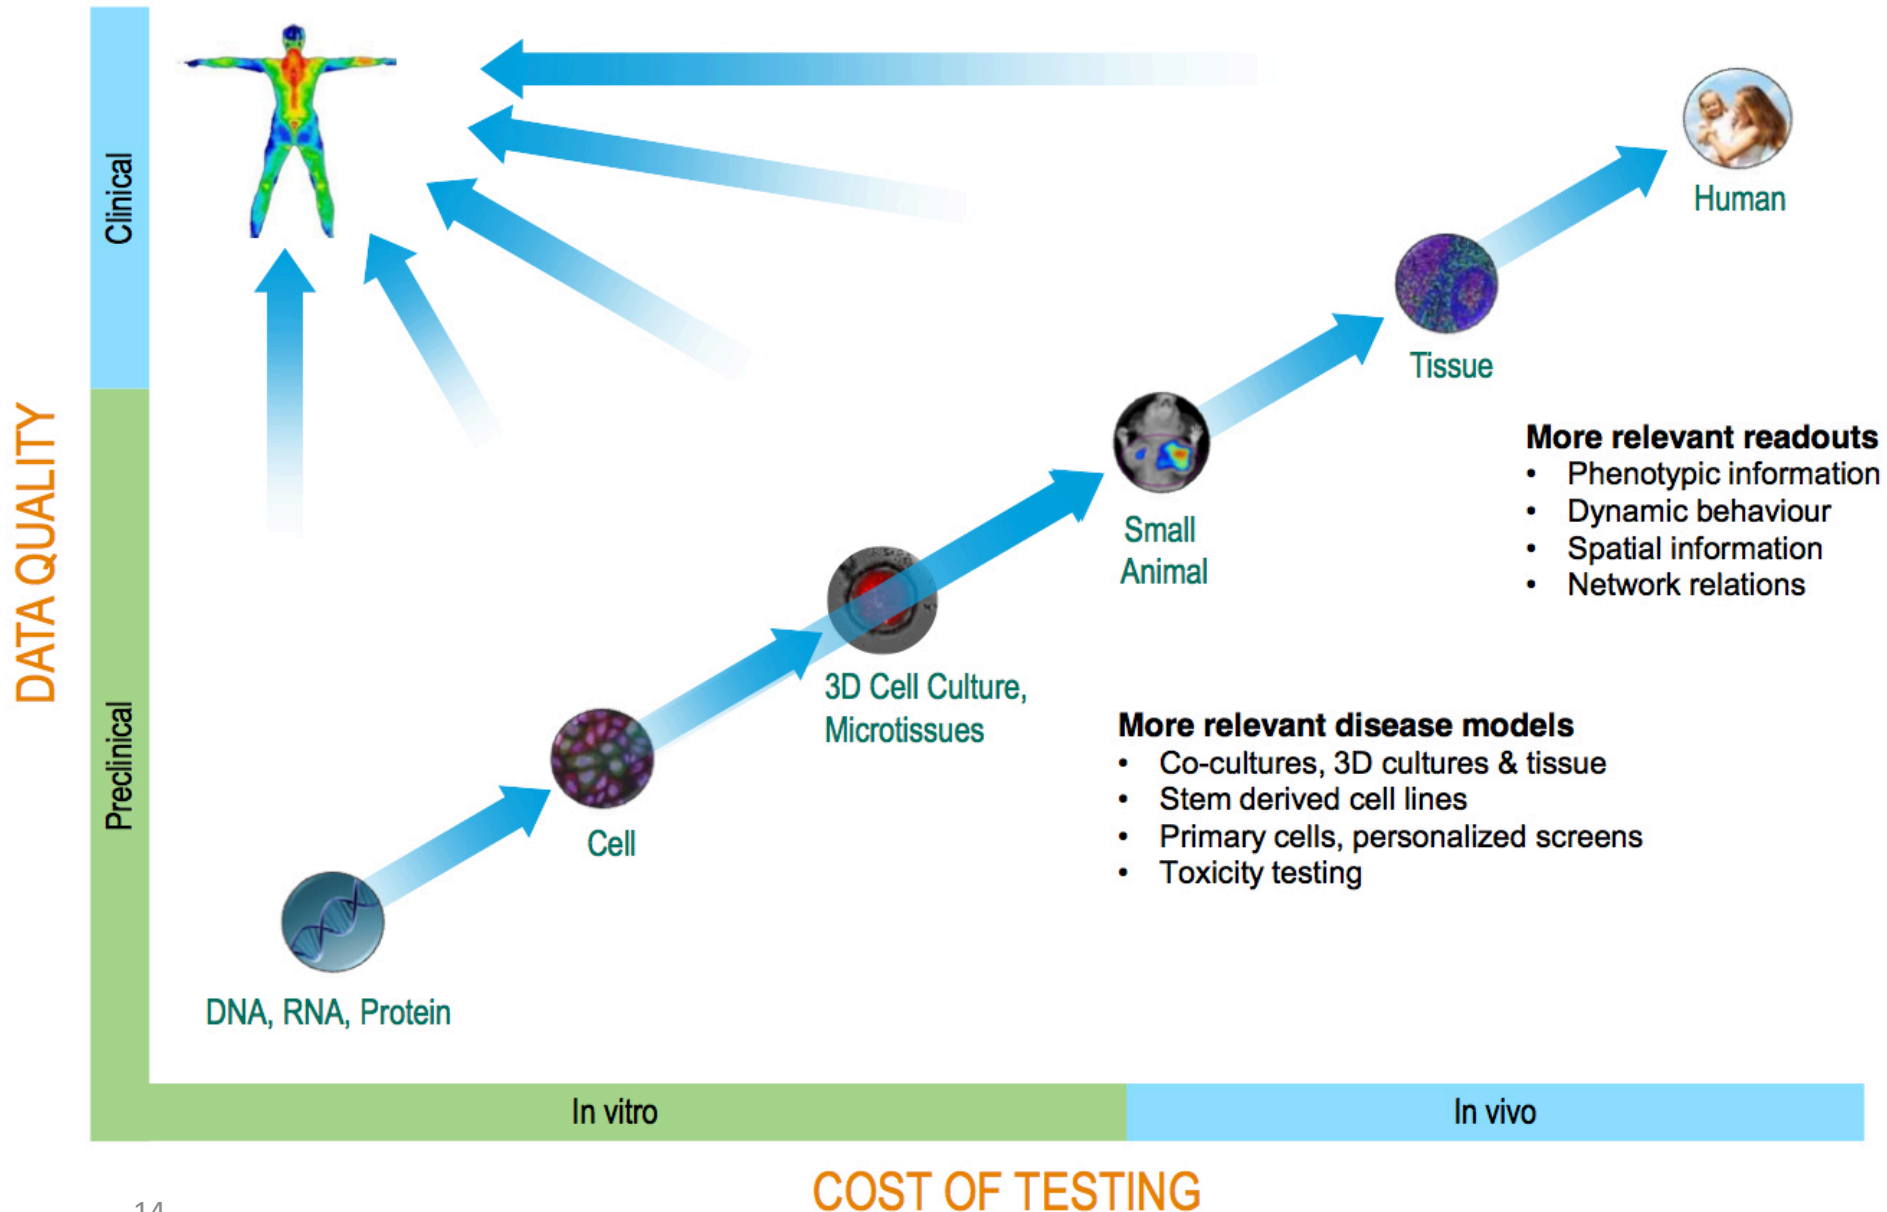 Clinical
Human
Tissue
DATA QUALITY
More relevant readouts
• Phenotypic information
• Dynamic behaviour
• Spatial information
• Network relations
Small
Animal
3D Cell Culture,
Microtissues
Preclinical
More relevant disease models
• Co-cultures, 3D cultures & tissue
• Stem derived cell lines
• Primary cells, personalized screens
• Toxicity testing
Cell
DNA, RNA, Protein
In vitro
In vivo
COST OF TESTING
14